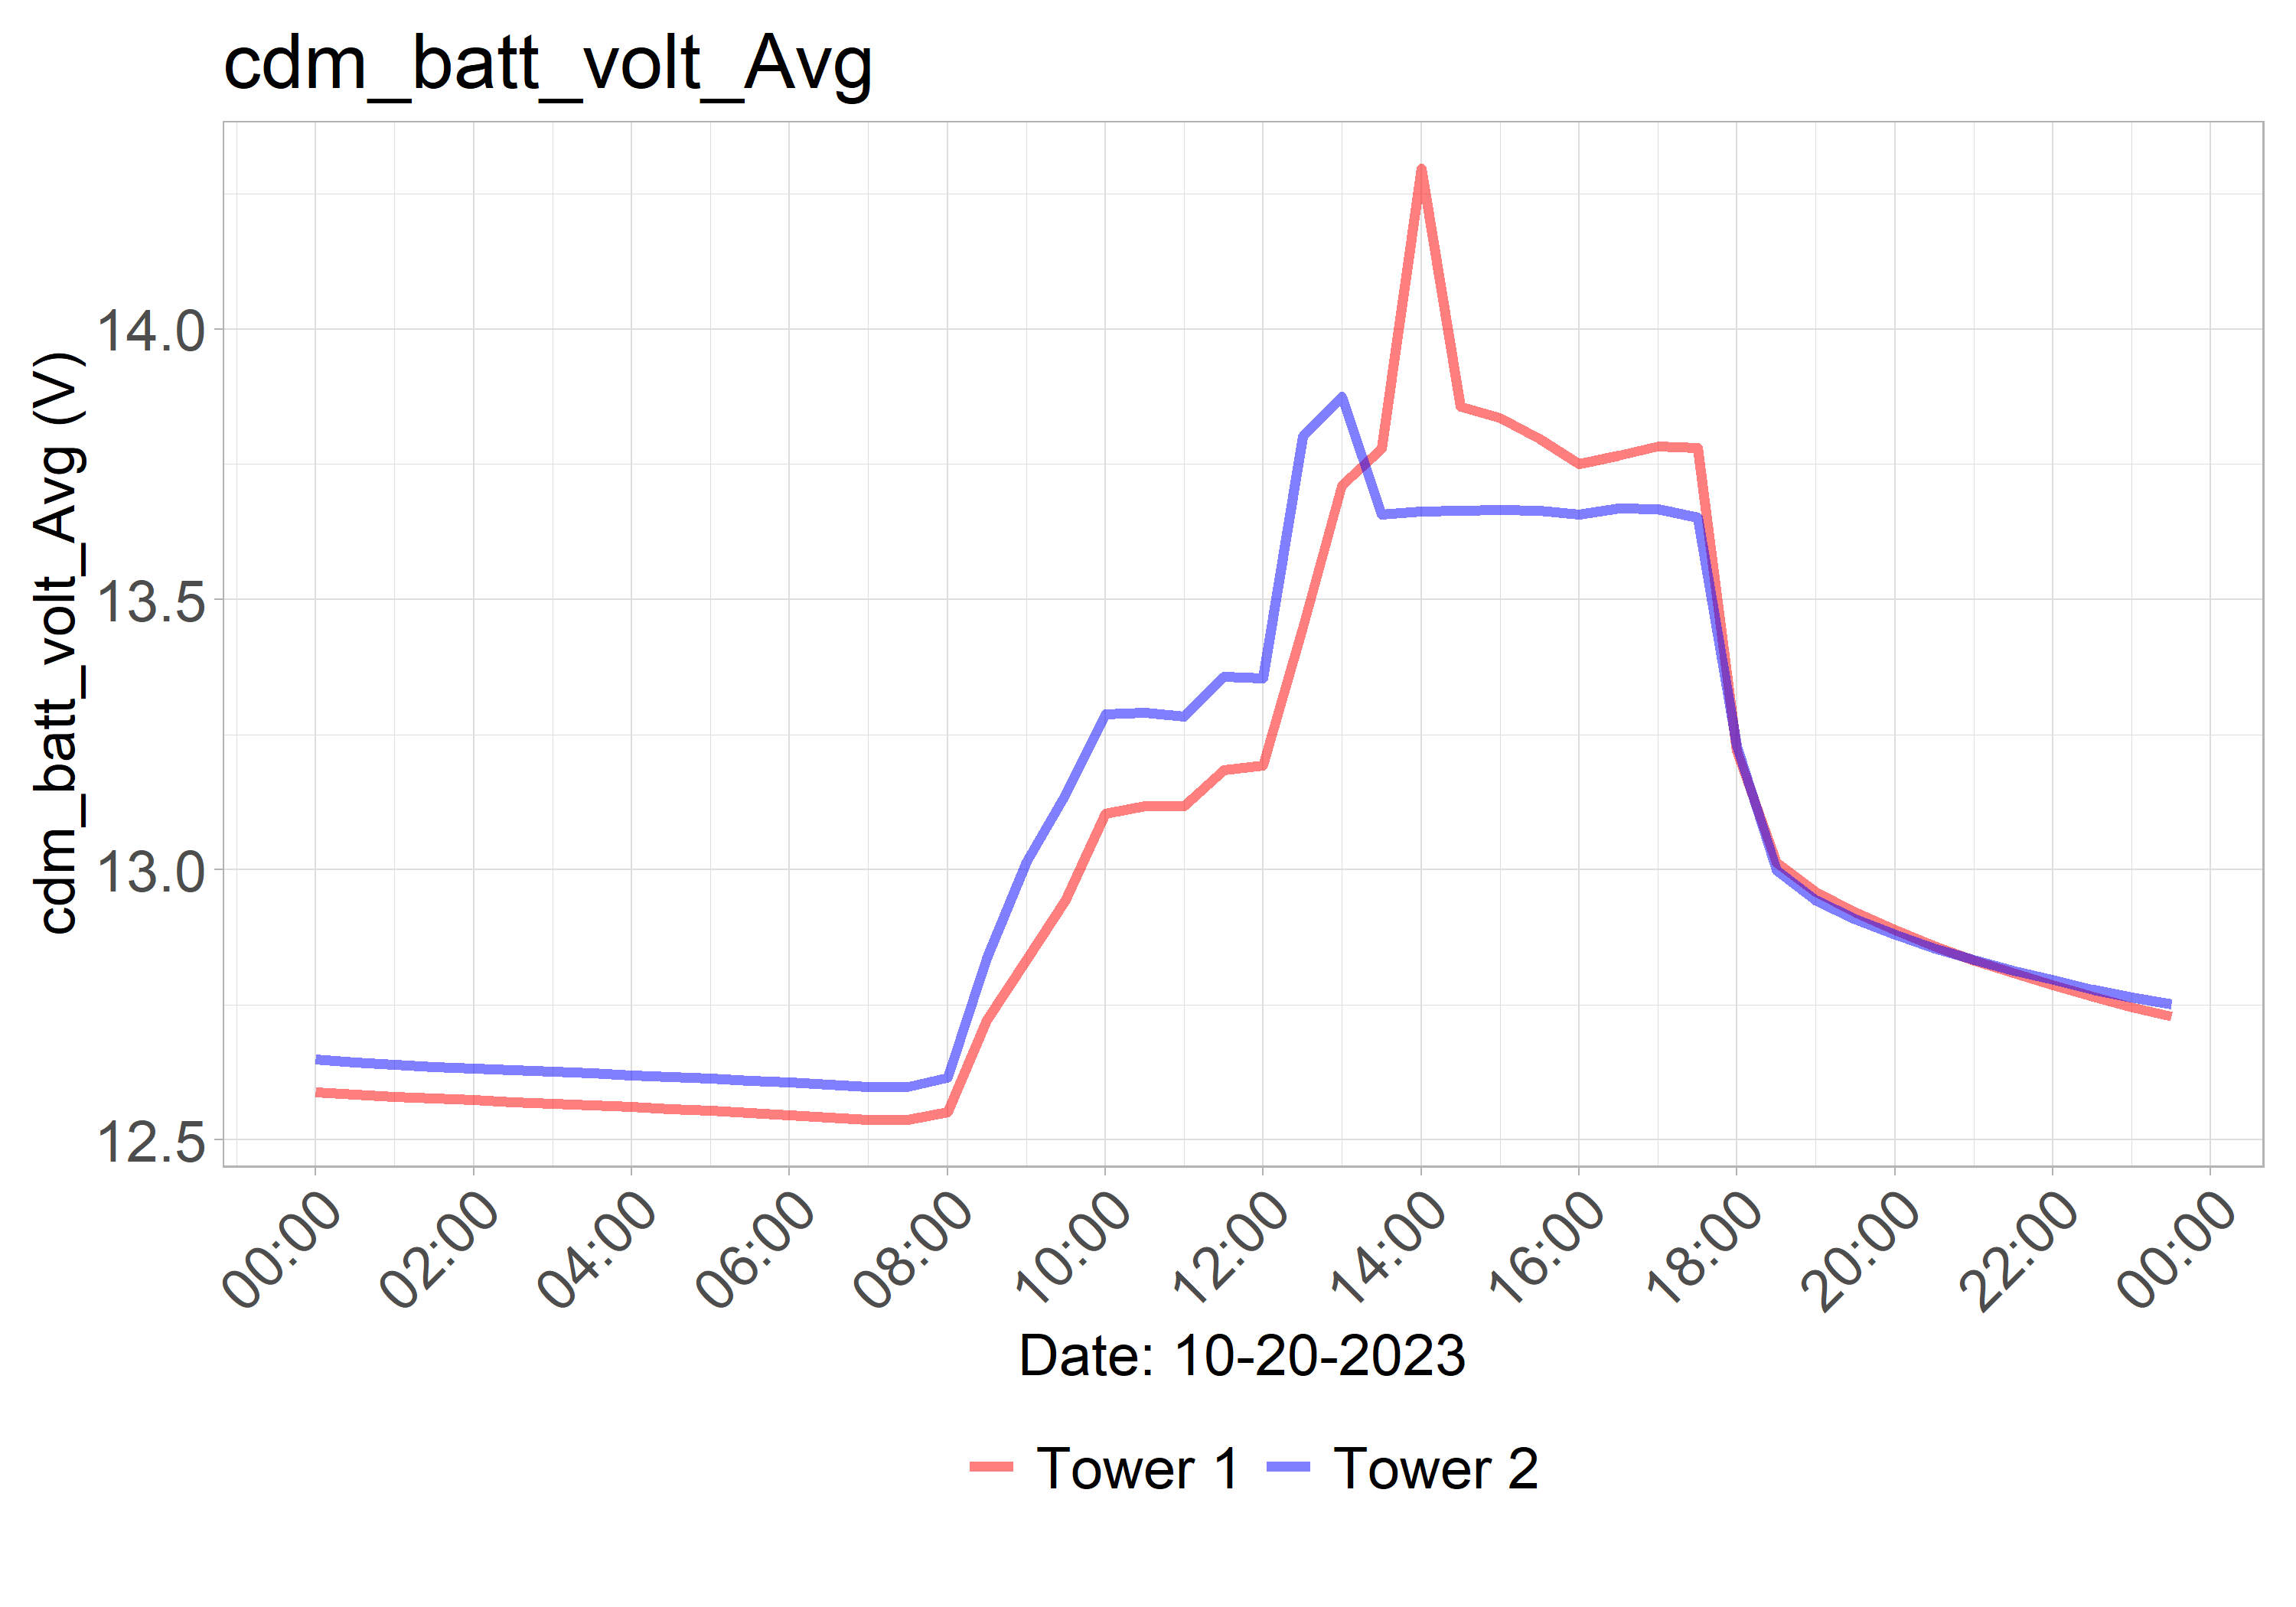 cdm_batt_volt_Avg
cdm_batt_volt_Avg (V)
14.0
13.5
13.0
12.5
00:00 02:00 04:00 06:00 08:00 10:00 12:00 14:00 16:00 18:00 20:00 22:00 00:00
Date: 10-20-2023
Tower 1 Tower 2